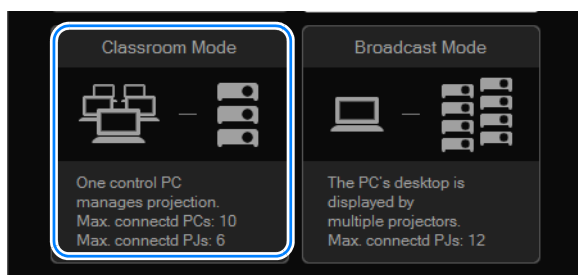 Classroom Mode
One control PC
manages projection.
Max. connectd PCs: 10
Max. connectd PJs: 6
Broadcast Mode
The PC's desktop is
displayed by
multiple projectors.
Max. connectd PJs: 12